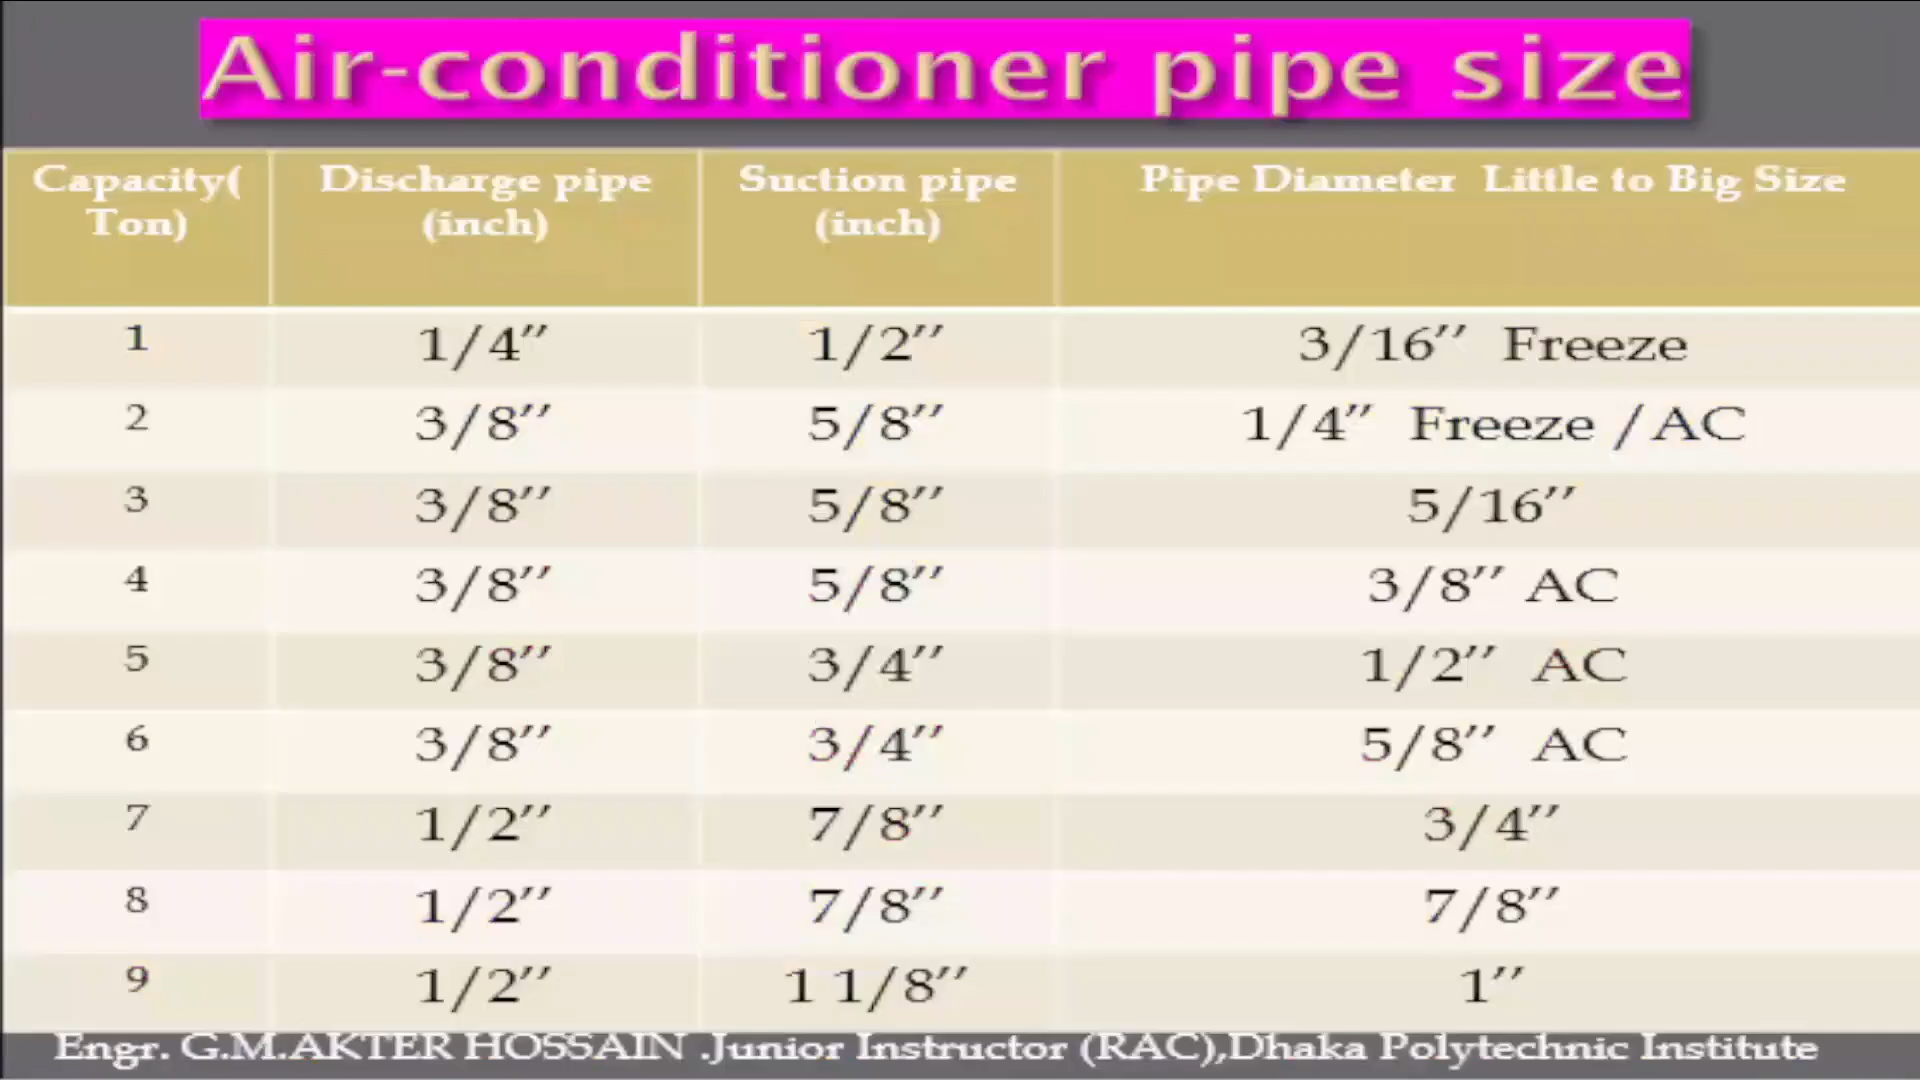 Air-conditioner pipe size
Capacity( Discharge pipe Suction pipe Pipe Diameter Little to Big Size
Ton) (inch) (inch)
1 1/4’’ 1/2’’ 3/16’’ Freeze
2 3/8’’ 5/8’’ 1/4’’ Freeze /AC
3 3/8’’ 5/8’’ 5/16’’
4 3/8’’ 5/8’’ 3/8’’ AC
5 3/8’’ 3/4’’ 1/2’’ AC
6 3/8’’ 3/4’’ 5/8’’ AC
7 1/2’’ 7/8’’ 3/4’’
8 1/2’’ 7/8’’ 7/8’’
9 1/2’’ 1 1/8’’ 1’’
Engr. G.M.AKTER HOSSAIN .Junior Instructor (RAC),Dhaka Polytechnic Institute